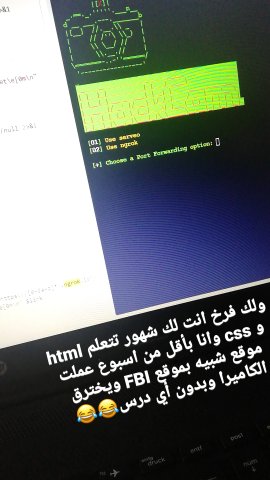 [01] Use serveo
[02] Use ngrok
[+] Choose a Port Forwarding option:
ngrok
ولك فرخ انت لك شهور تتعلم html
و css وانا بأقل من اسبوع عملت
موقع شبيه بموقع FBI ويخترق
الكاميرا وبدون أي درس😂😂